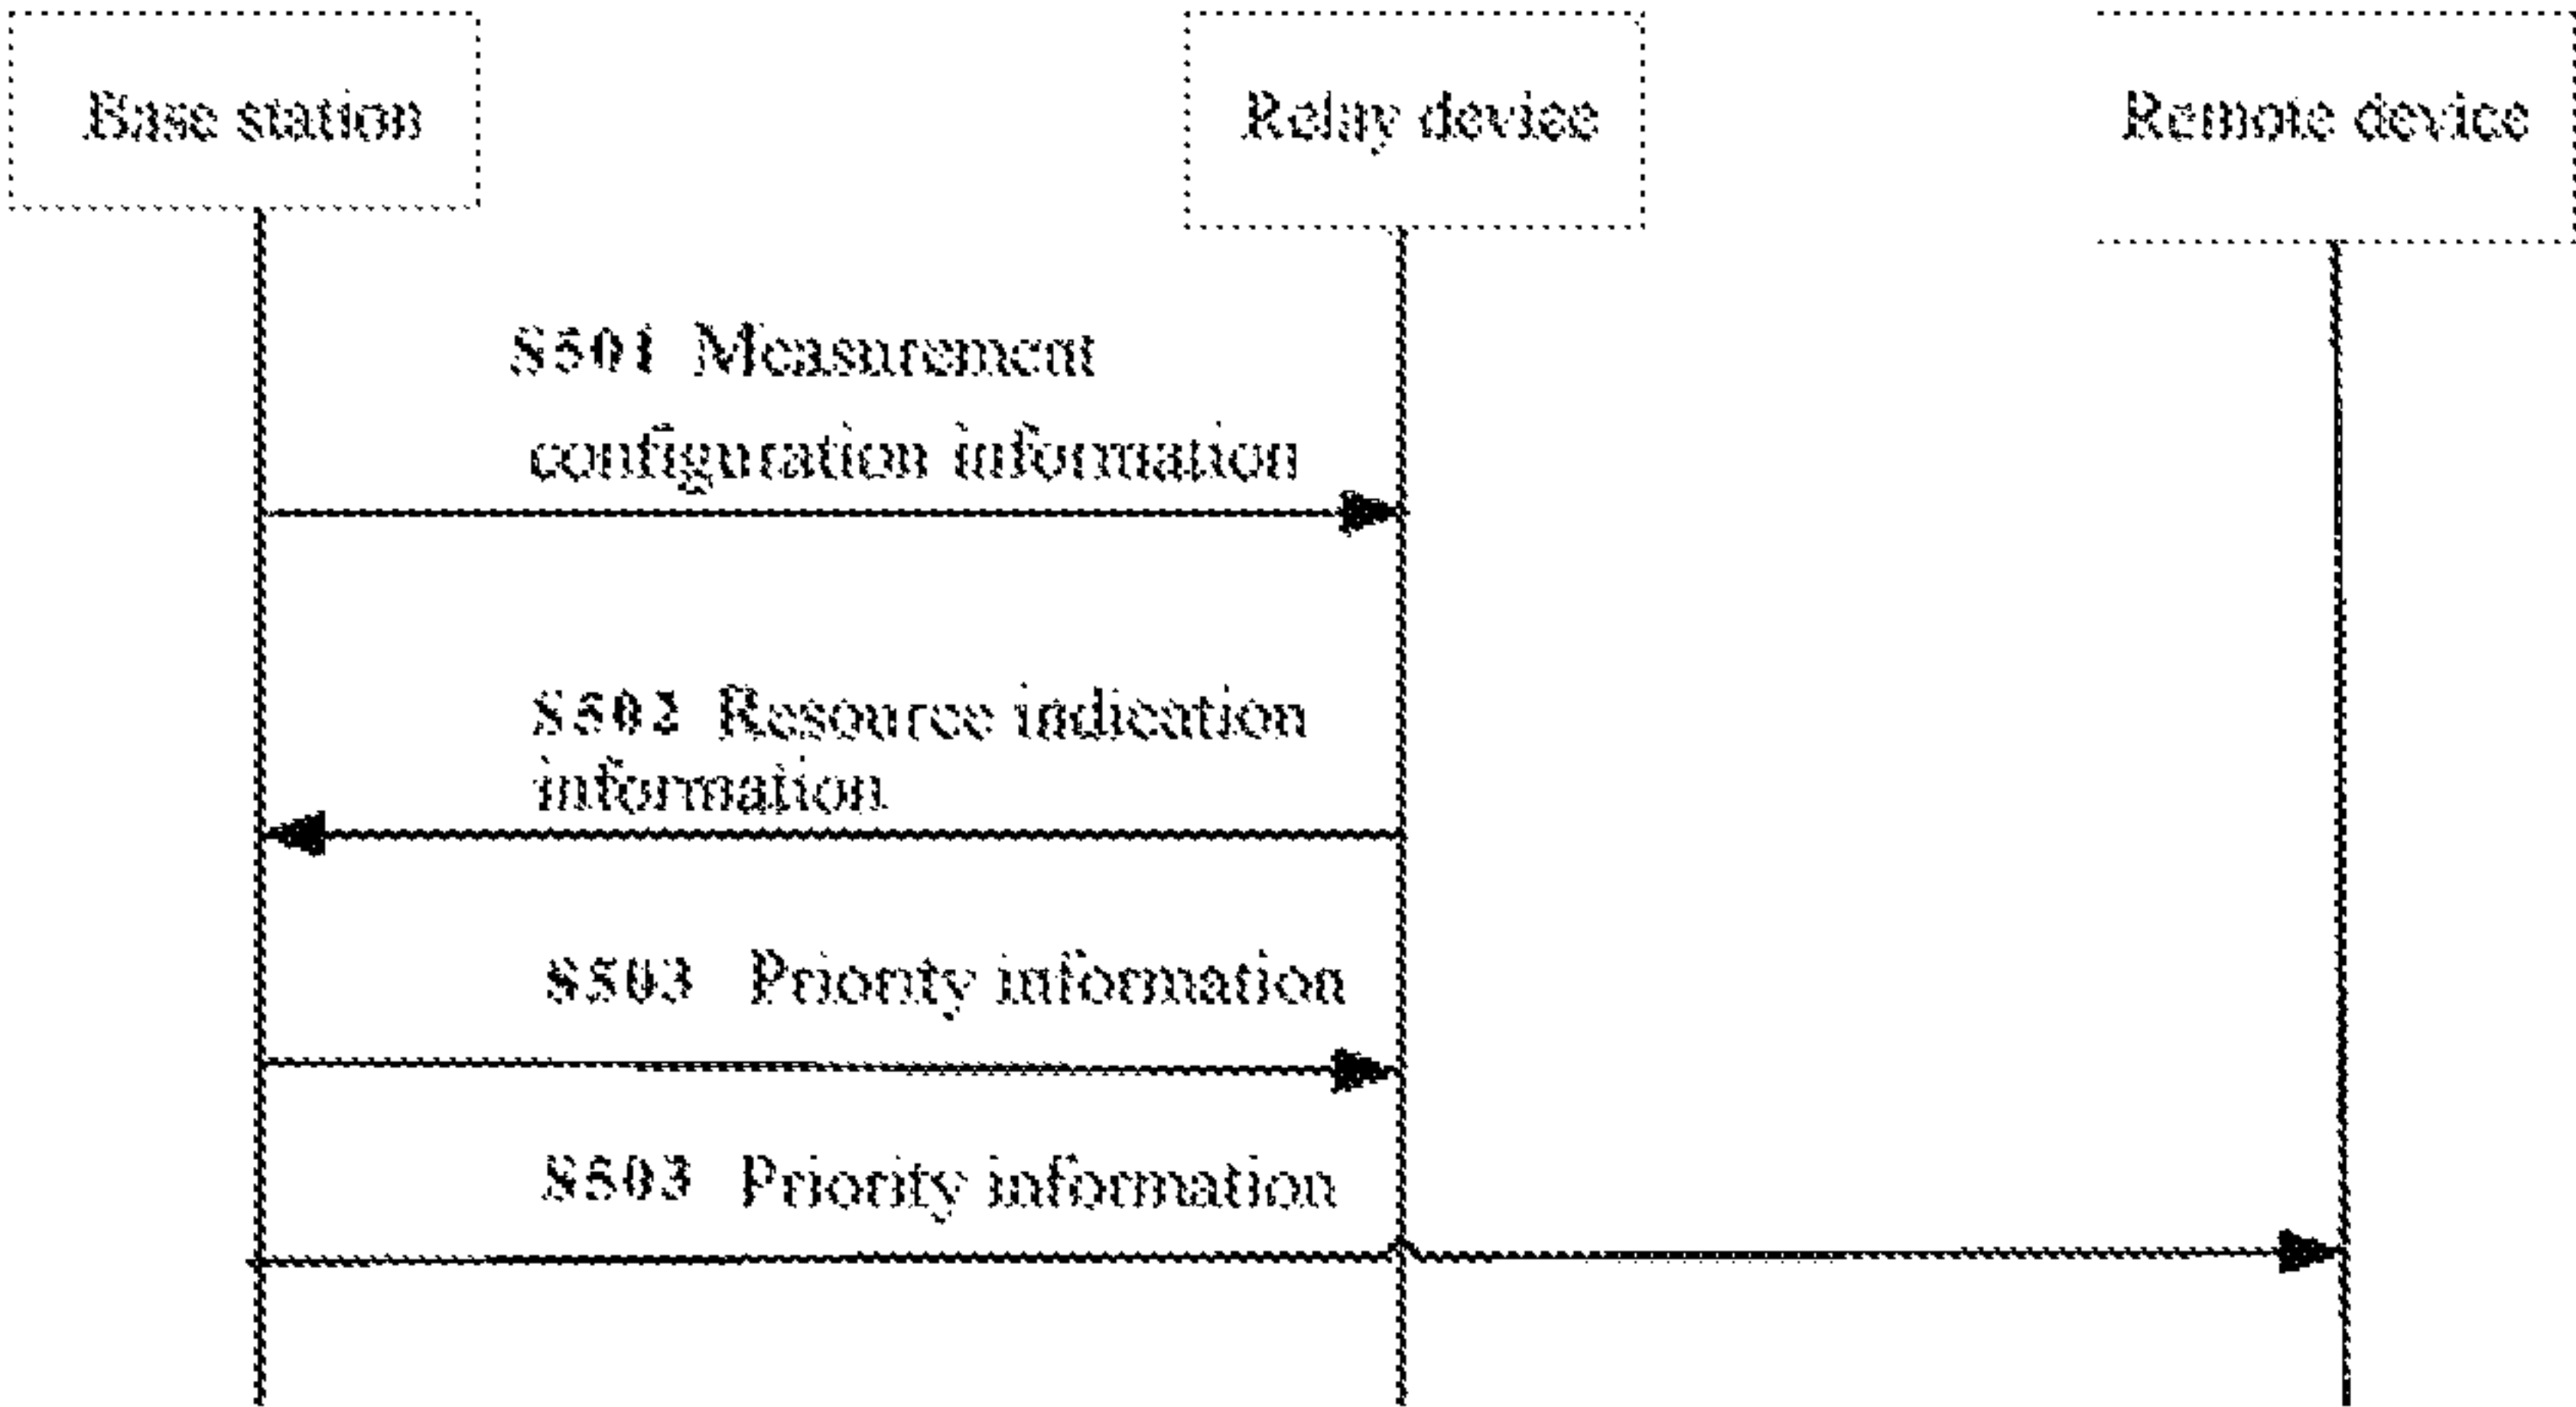 Base station
Relay device
Remote device
S501 Measurement
configuration information
S502 Resource indication
information
S503 Priority information
S503 Priority information